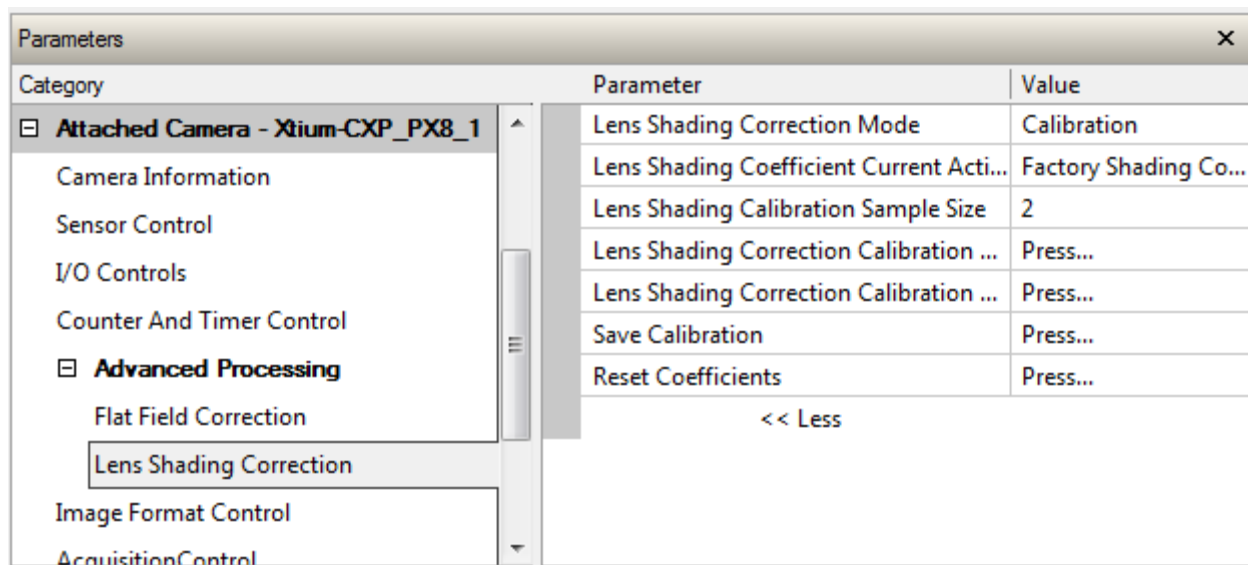 Parameters
Category
Parameter Value
Attached Camera - Xtium-CXP_PX8_1
Lens Shading Correction Mode Calibration
Camera Information
Lens Shading Coefficient Current Acti... Factory Shading Co...
Sensor Control
Lens Shading Calibration Sample Size 2
I/O Controls
Lens Shading Correction Calibration ... Press...
Lens Shading Correction Calibration ... Press...
Counter And Timer Control
Save Calibration Press...
Advanced Processing
Reset Coefficients Press...
Flat Field Correction
<< Less
Lens Shading Correction
Image Format Control
AcquisitionControl